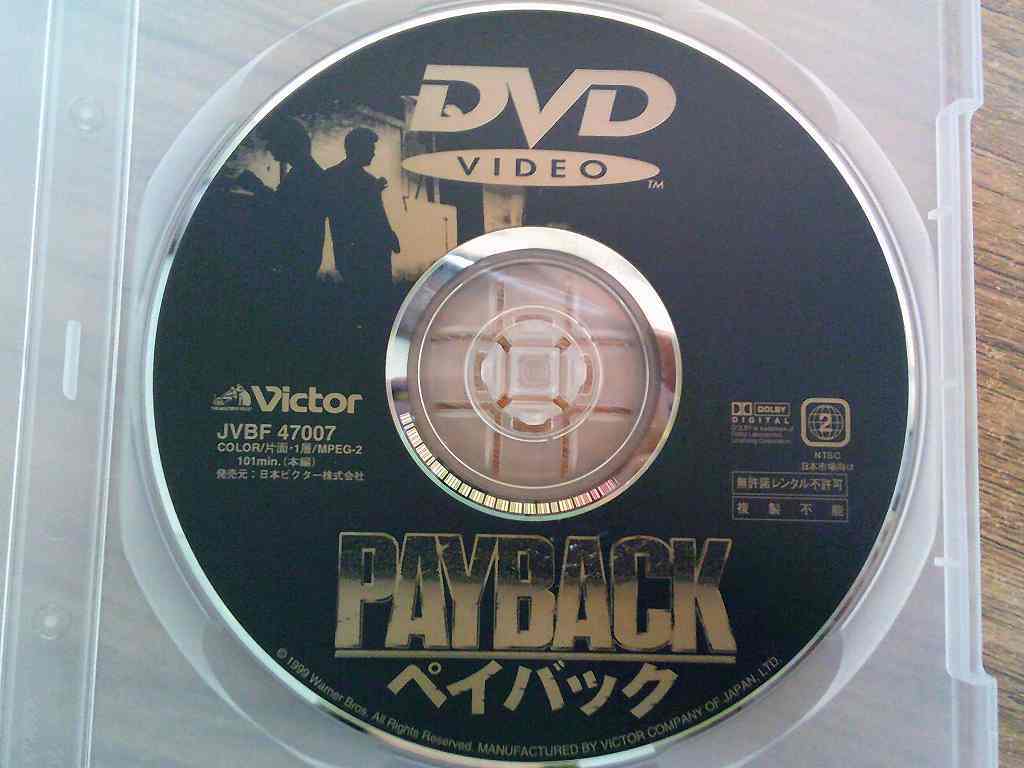 DVD
VIDEO
TM
Victor
JVBF 47007
COLOR/片面・1層/MPEG-2
101min.(本編)
発売元:日本ビクター株式会社
DOLBY
DIGITAL
2
NTSC
日本市場向け
無許諾レンタル不許可
複製不能
PAYBACK
ペイバック
© 1999 Warner Bros. All Rights Reserved. MANUFACTURED BY VICTOR COMPANY OF JAPAN, LTD.